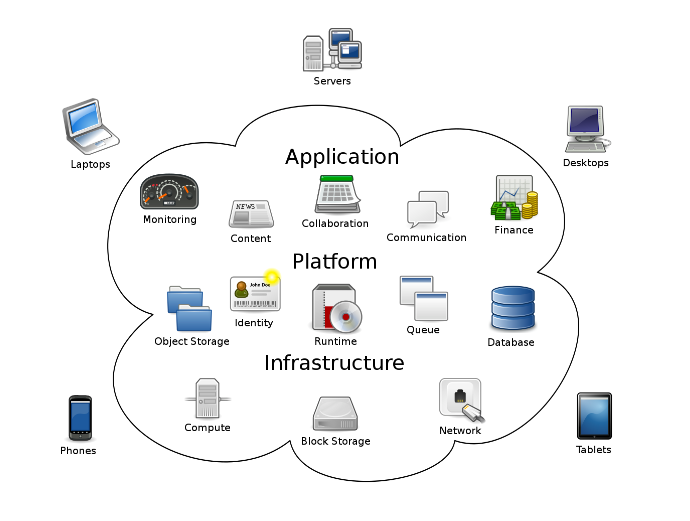 Servers
Laptops
Desktops
Application
Monitoring
Content
NEWS
Collaboration
Communication
Finance
Platform
Object Storage
John Doe
Identity
Runtime
Queue
Database
Infrastructure
Compute
Block Storage
Network
Phones
Tablets